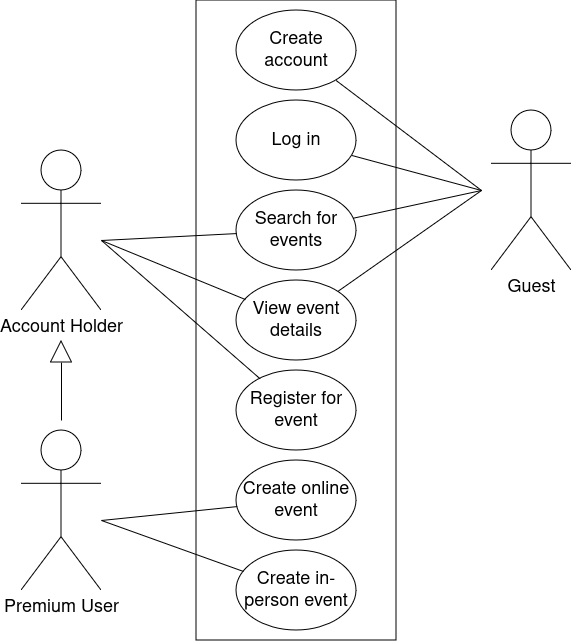 Create
account
Log in
Search for
events
View event
details
Register for
event
Create online
event
Create in-
person event
Account Holder
Premium User
Guest